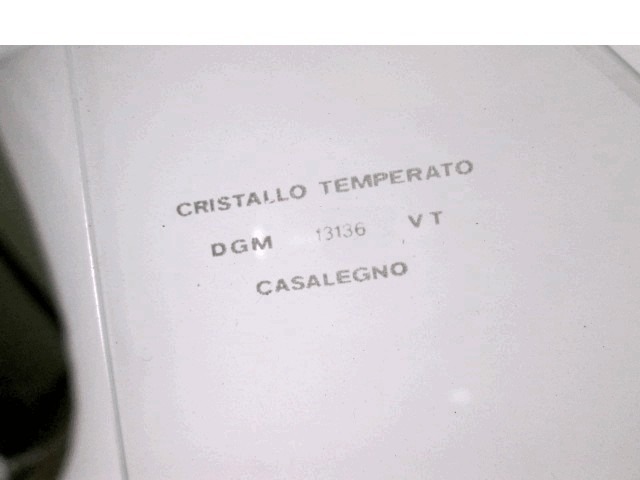 CRISTALLO TEMPERATO
DGM 13136 VT
CASALEGNO